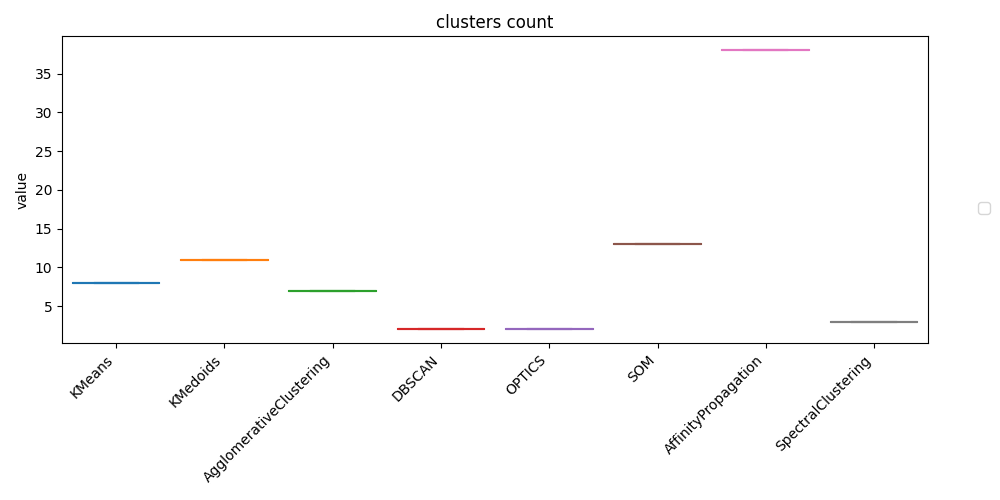 clusters count
value
35
30
25
20
15
10
5
KMeans
KMedoids
AgglomerativeClustering
DBSCAN
OPTICS
SOM
AffinityPropagation
SpectralClustering